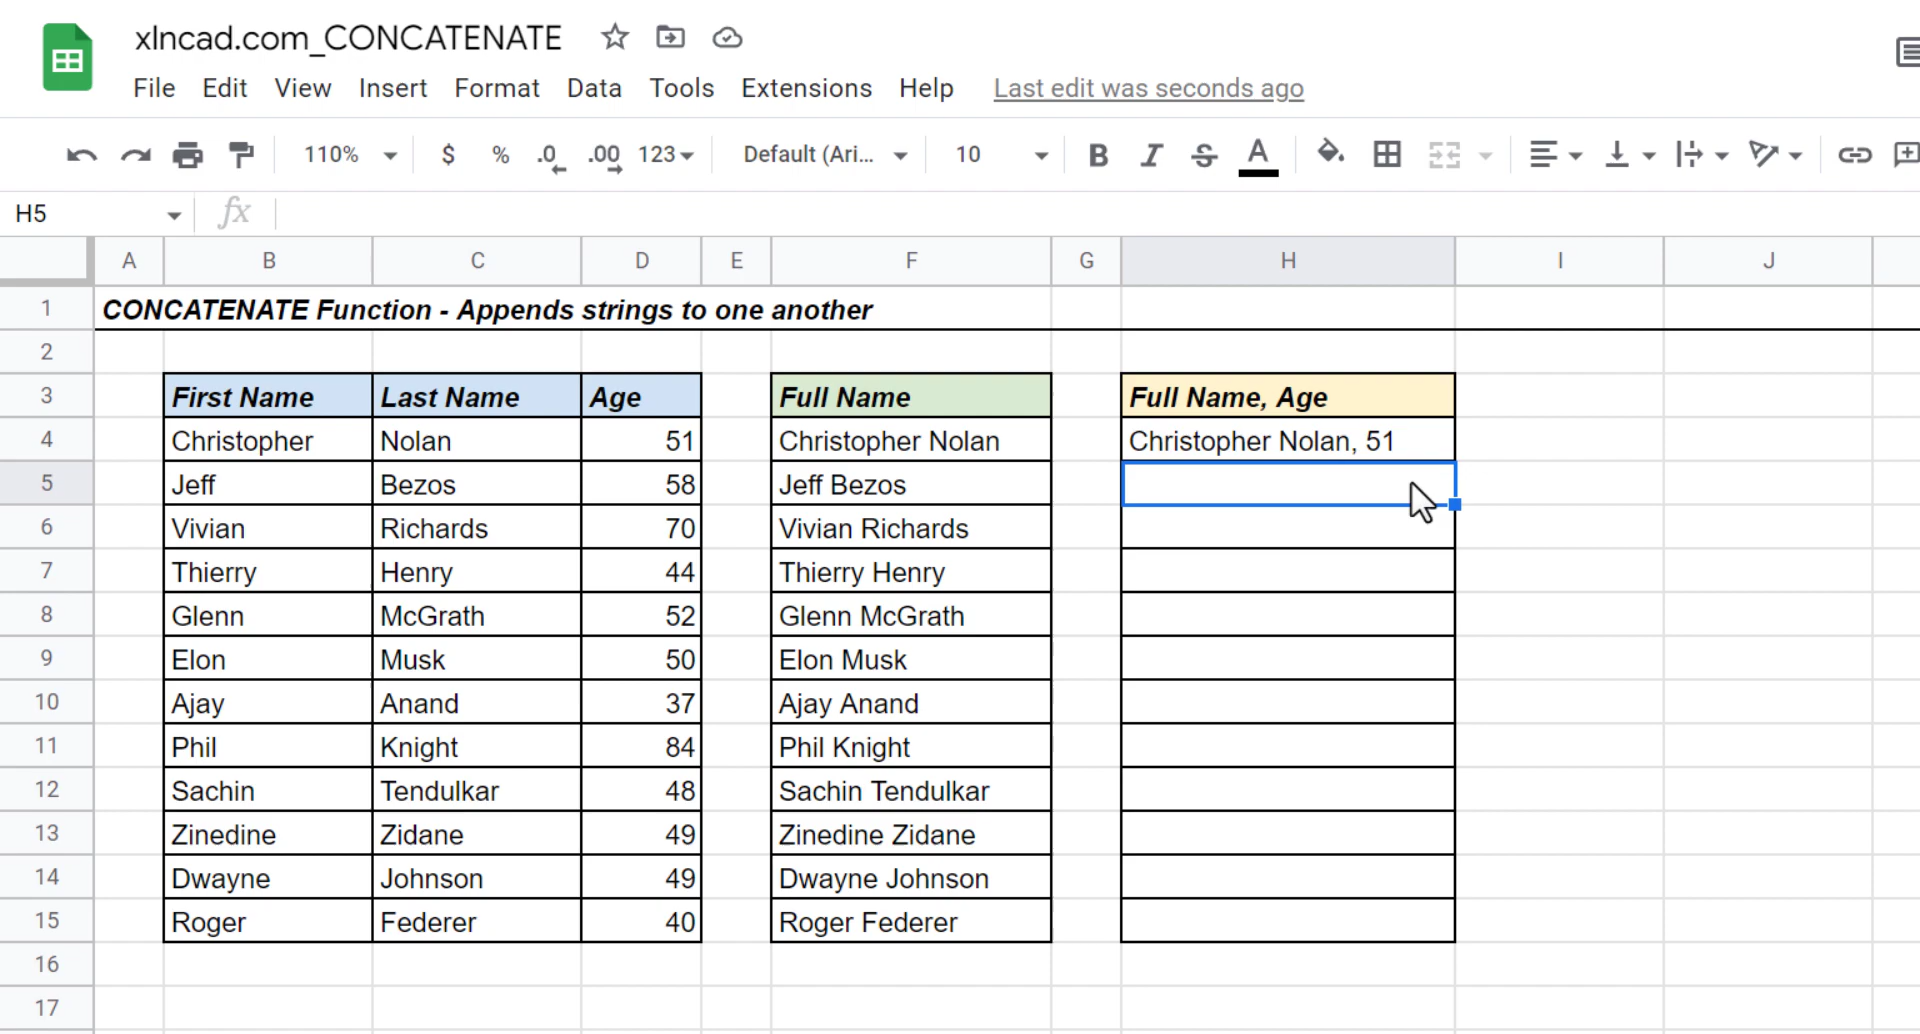 xlncad.com_CONCATENATE
File Edit View Insert Format Data Tools Extensions Help Last edit was seconds ago
110% $ % .0 .00 123 Default (Ari... 10 B I S A
H5 fx
A B C D E F G H I J
1 CONCATENATE Function - Appends strings to one another
2
3 First Name Last Name Age Full Name Full Name, Age
4 Christopher Nolan 51 Christopher Nolan Christopher Nolan, 51
5 Jeff Bezos 58 Jeff Bezos
6 Vivian Richards 70 Vivian Richards
7 Thierry Henry 44 Thierry Henry
8 Glenn McGrath 52 Glenn McGrath
9 Elon Musk 50 Elon Musk
10 Ajay Anand 37 Ajay Anand
11 Phil Knight 84 Phil Knight
12 Sachin Tendulkar 48 Sachin Tendulkar
13 Zinedine Zidane 49 Zinedine Zidane
14 Dwayne Johnson 49 Dwayne Johnson
15 Roger Federer 40 Roger Federer
16
17